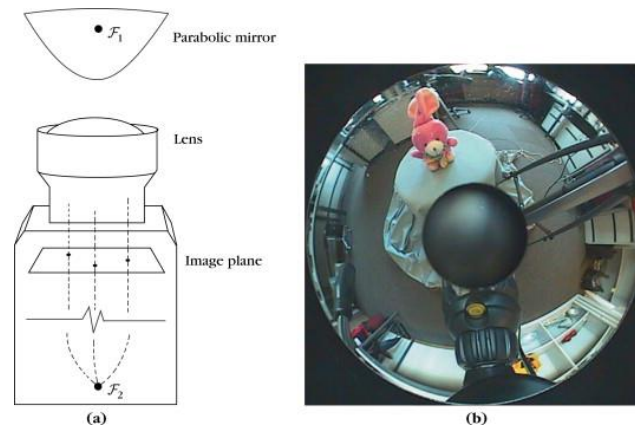 ℱ₁
Parabolic mirror
Lens
Image plane
ℱ₂
(a)
(b)